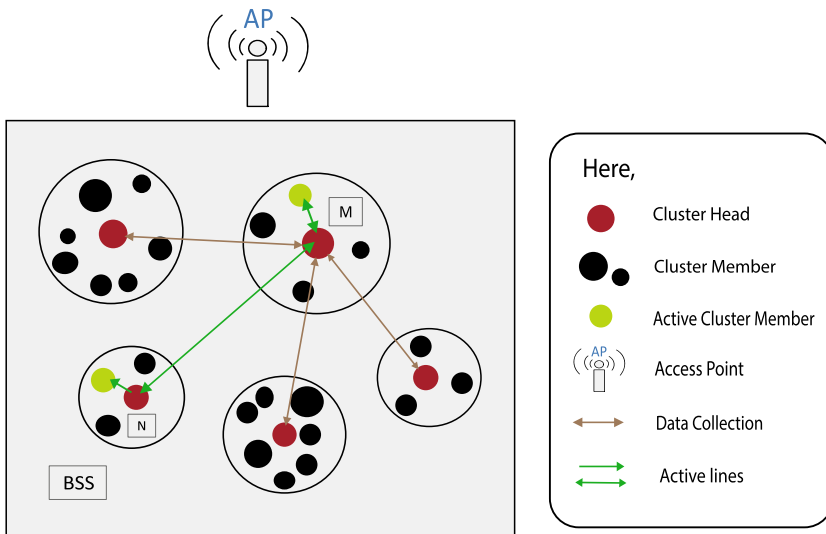 AP
M
N
BSS
Here,
Cluster Head
Cluster Member
Active Cluster Member
AP
Access Point
Data Collection
Active lines